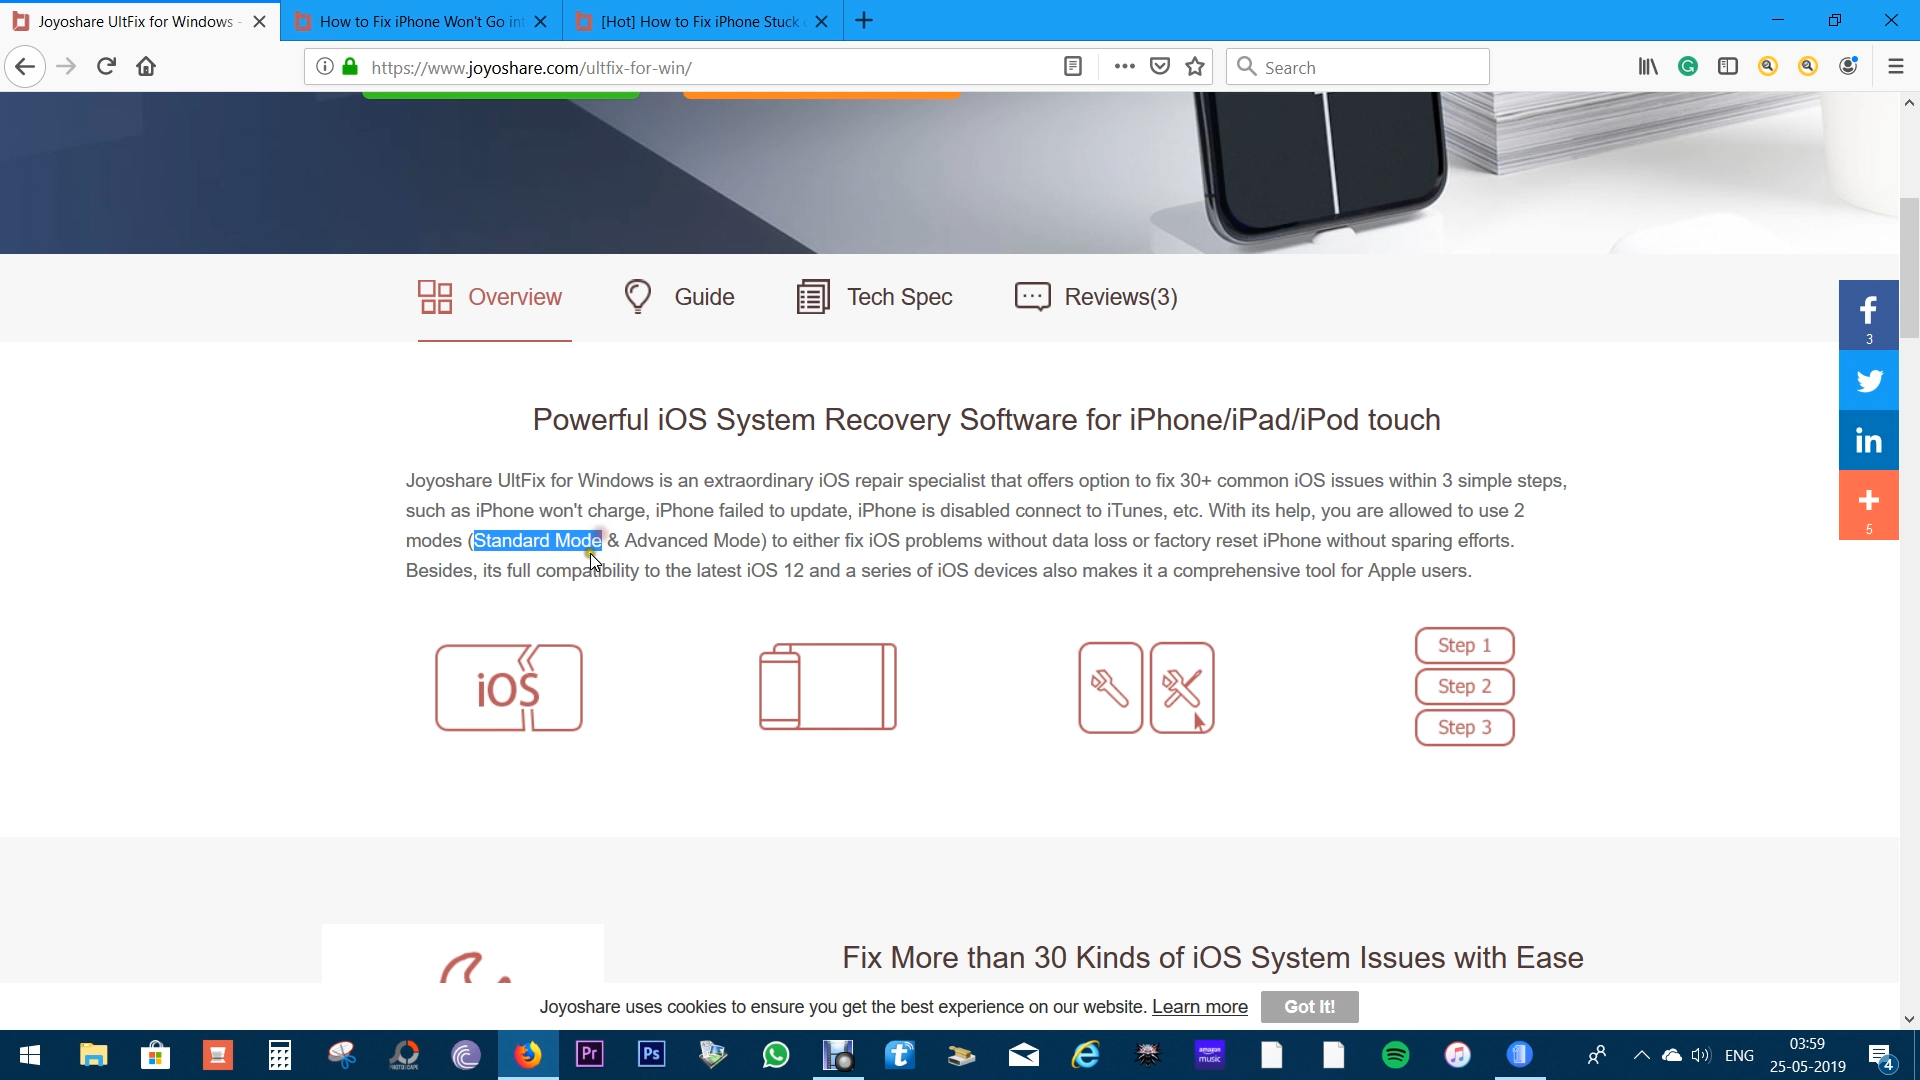 Joyoshare UltFix for Windows -
How to Fix iPhone Won't Go int
[Hot] How to Fix iPhone Stuck
https://www.joyoshare.com/ultfix-for-win/
Search
Overview
Guide
Tech Spec
Reviews(3)
3
5
Powerful iOS System Recovery Software for iPhone/iPad/iPod touch
Joyoshare UltFix for Windows is an extraordinary iOS repair specialist that offers option to fix 30+ common iOS issues within 3 simple steps,
such as iPhone won't charge, iPhone failed to update, iPhone is disabled connect to iTunes, etc. With its help, you are allowed to use 2
modes (Standard Mode & Advanced Mode) to either fix iOS problems without data loss or factory reset iPhone without sparing efforts.
Besides, its full compatibility to the latest iOS 12 and a series of iOS devices also makes it a comprehensive tool for Apple users.
iOS
Step 1
Step 2
Step 3
Fix More than 30 Kinds of iOS System Issues with Ease
Joyoshare uses cookies to ensure you get the best experience on our website. Learn more
Got It!
Pr
Ps
amazon
music
ENG
03:59
25-05-2019
4